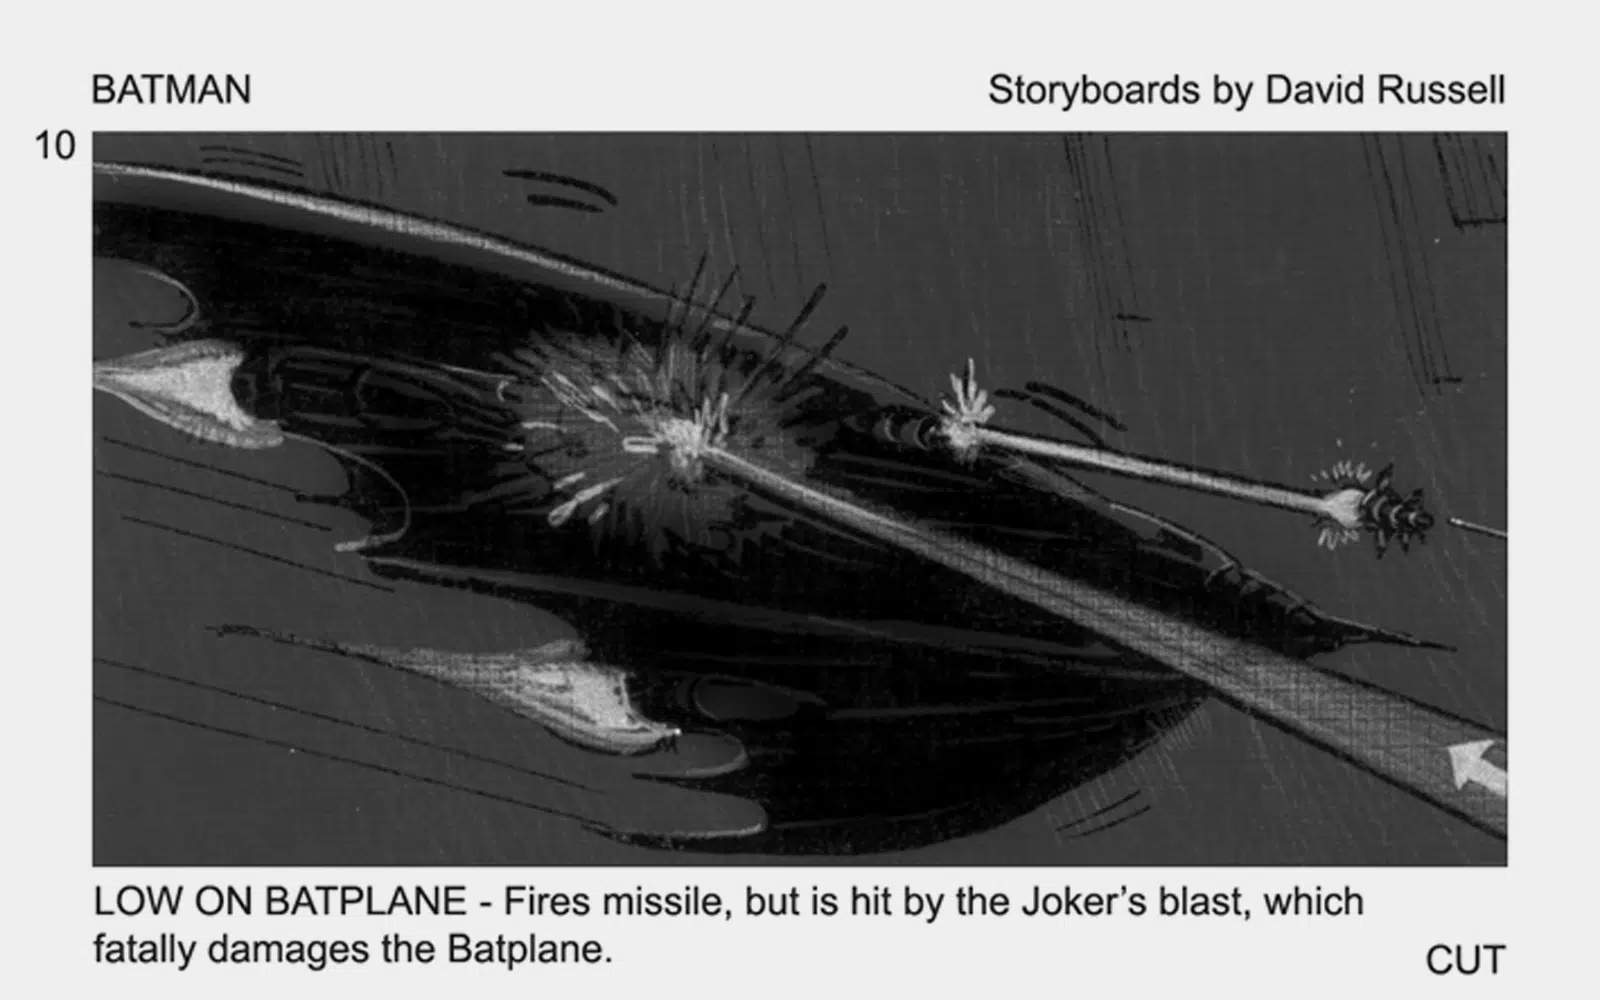 BATMAN
Storyboards by David Russell
10
LOW ON BATPLANE - Fires missile, but is hit by the Joker’s blast, which
fatally damages the Batplane.
CUT